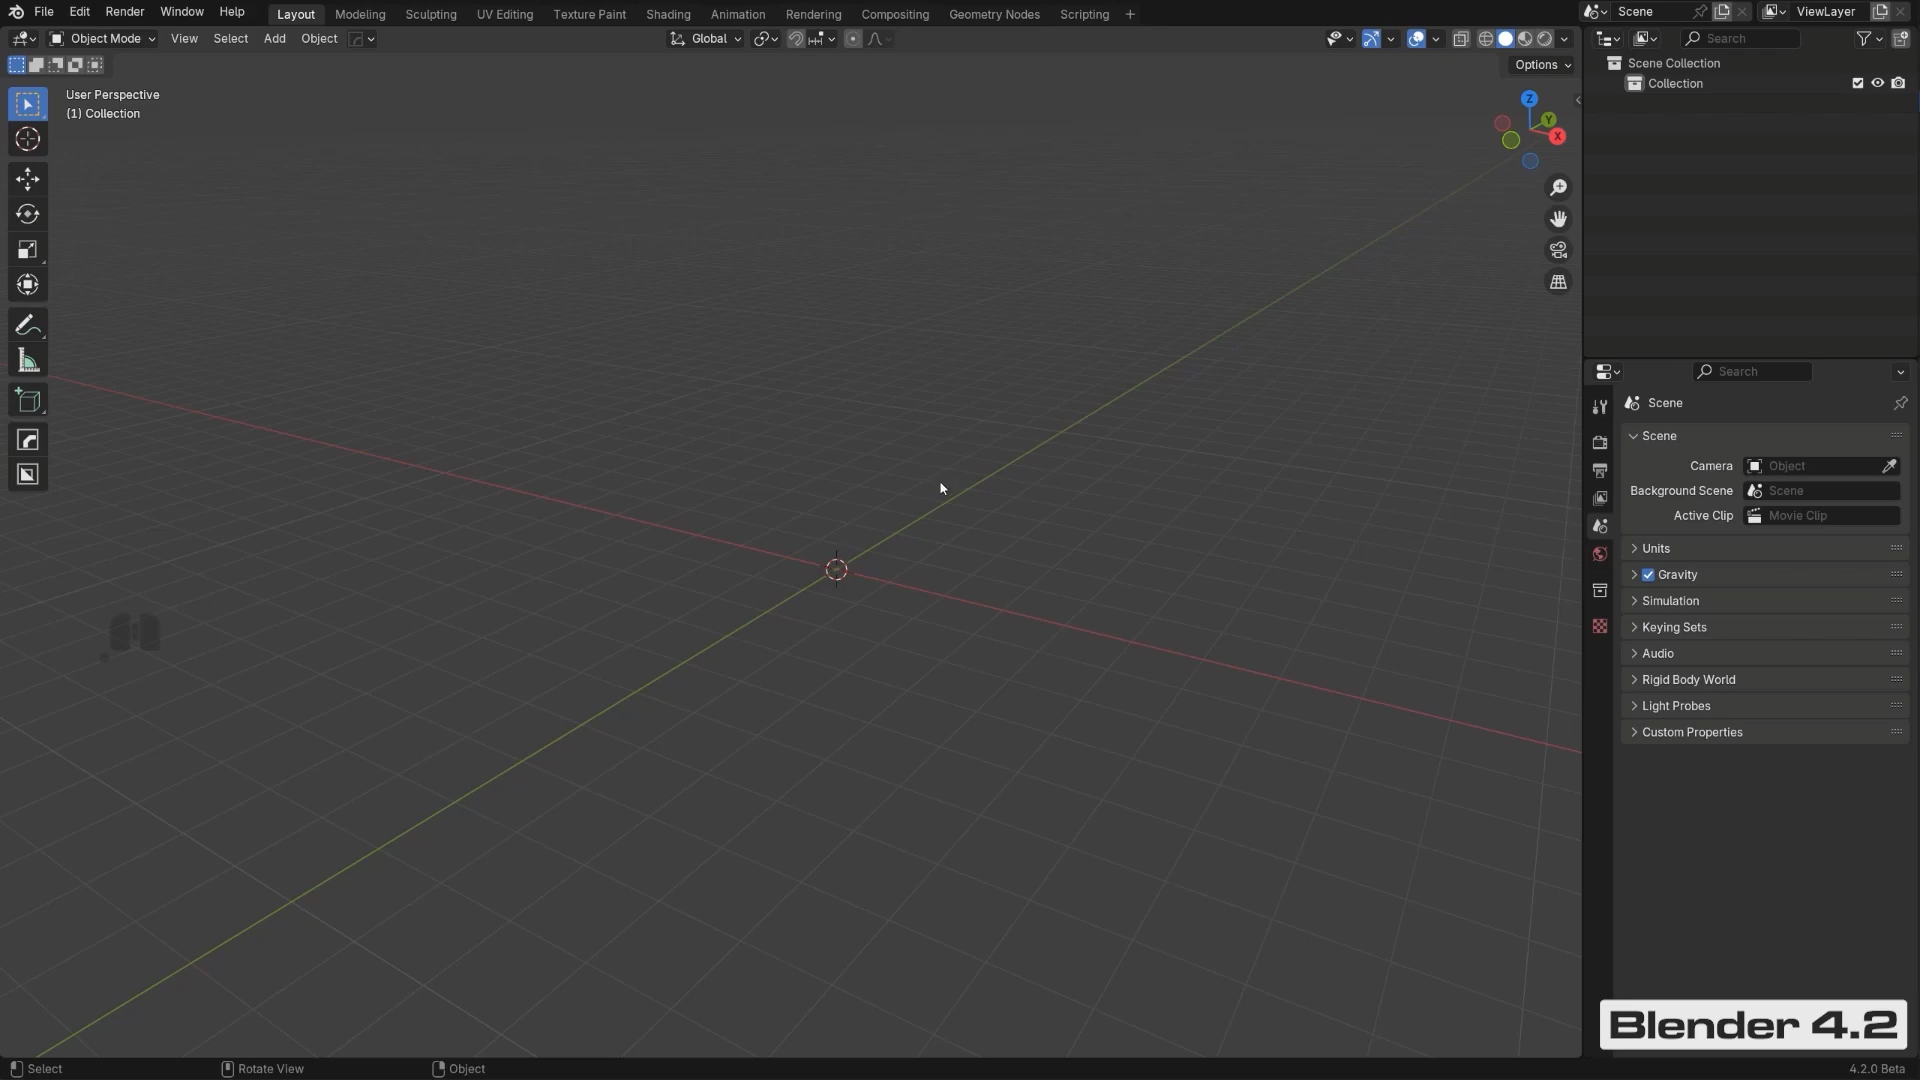 File Edit Render Window Help Layout Modeling Sculpting UV Editing Texture Paint Shading Animation Rendering Compositing Geometry Nodes Scripting + Scene ViewLayer
Object Mode View Select Add Object Global Search
Options
User Perspective
(1) Collection
Z
Y
X
Scene Collection
Collection
Search
Scene
Scene
Camera Object
Background Scene Scene
Active Clip Movie Clip
Units
Gravity
Simulation
Keying Sets
Audio
Rigid Body World
Light Probes
Custom Properties
Blender 4.2
Select Rotate View Object 4.2.0 Beta